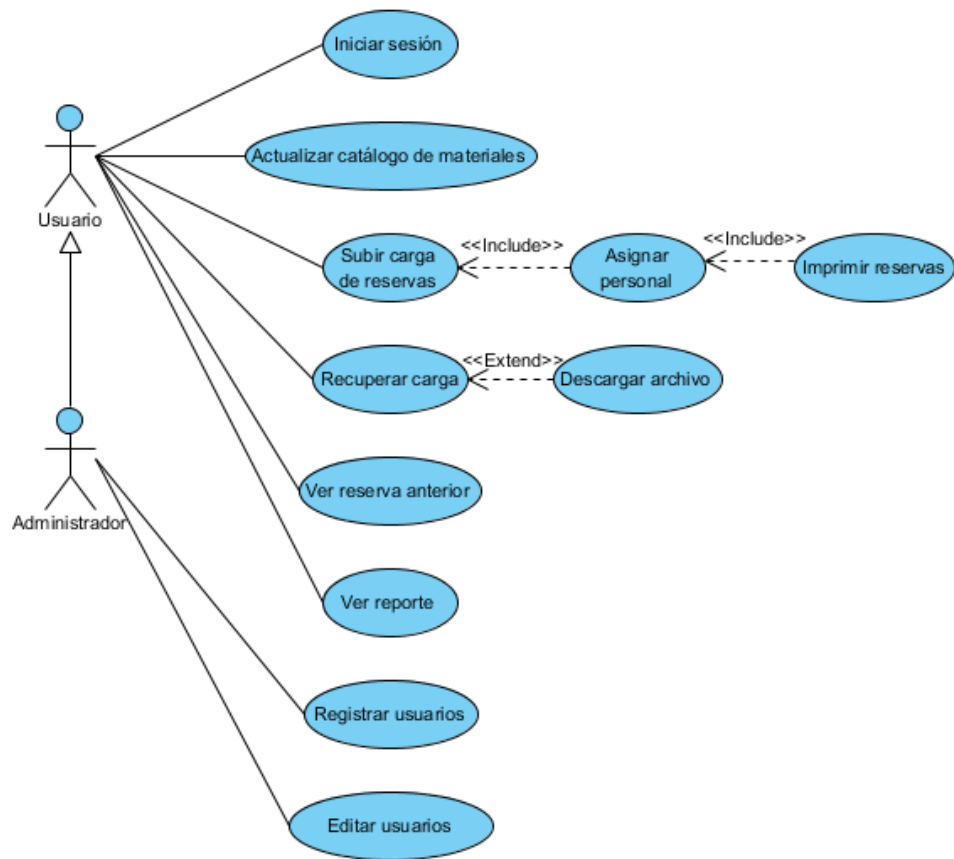 Iniciar sesión
Usuario
Actualizar catálogo de materiales
Subir carga
de reservas
<<Include>>
Asignar
personal
<<Include>>
Imprimir reservas
Recuperar carga
<<Extend>>
Descargar archivo
Administrador
Ver reserva anterior
Ver reporte
Registrar usuarios
Editar usuarios